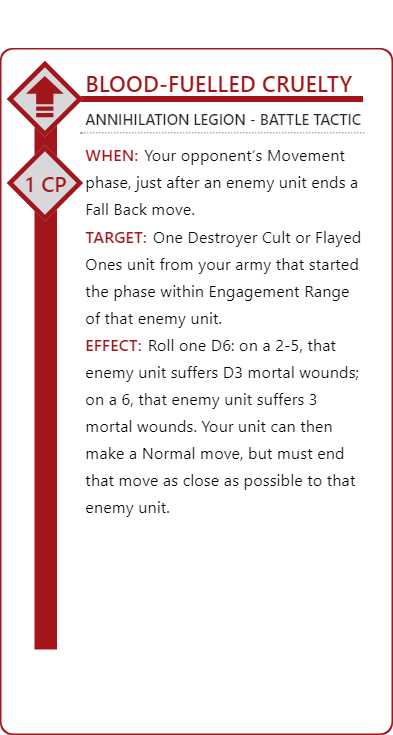 BLOOD-FUELLED CRUELTY
ANNIHILATION LEGION - BATTLE TACTIC
1 CP
WHEN: Your opponent's Movement
phase, just after an enemy unit ends a
Fall Back move.
TARGET: One Destroyer Cult or Flayed
Ones unit from your army that started
the phase within Engagement Range
of that enemy unit.
EFFECT: Roll one D6: on a 2-5, that
enemy unit suffers D3 mortal wounds;
on a 6, that enemy unit suffers 3
mortal wounds. Your unit can then
make a Normal move, but must end
that move as close as possible to that
enemy unit.